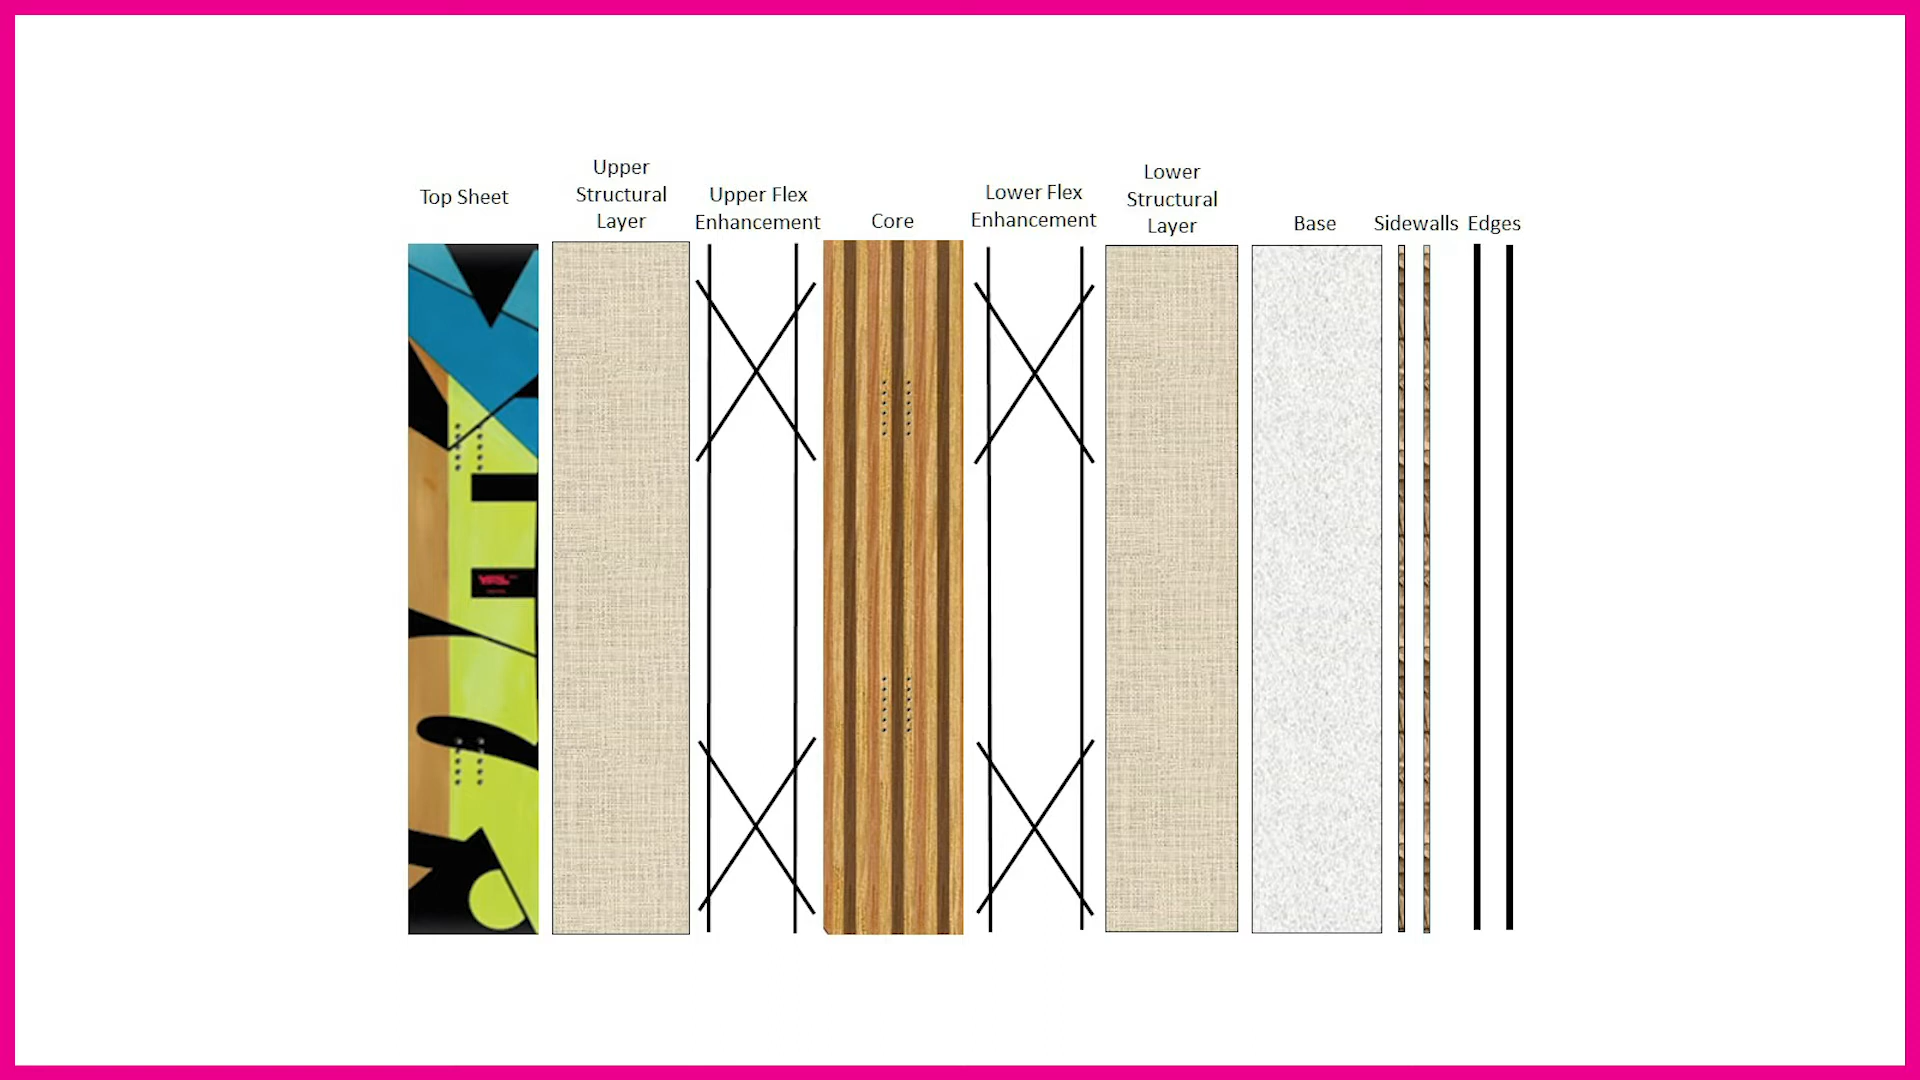 Top Sheet
Upper
Structural
Layer
Upper Flex
Enhancement
Core
Lower Flex
Enhancement
Lower
Structural
Layer
Base
Sidewalls
Edges